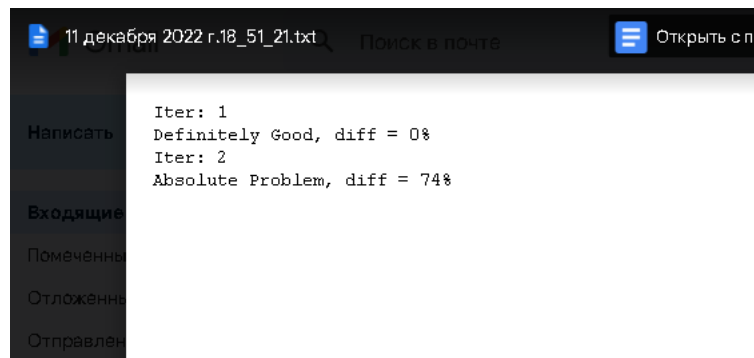 11 декабря 2022 г.18_51_21.txt
Поиск в почте
Открыть с п
Iter: 1
Definitely Good, diff = 0%
Iter: 2
Absolute Problem, diff = 74%
Написать
Входящие
Помеченны
Отложенны
Отправлен